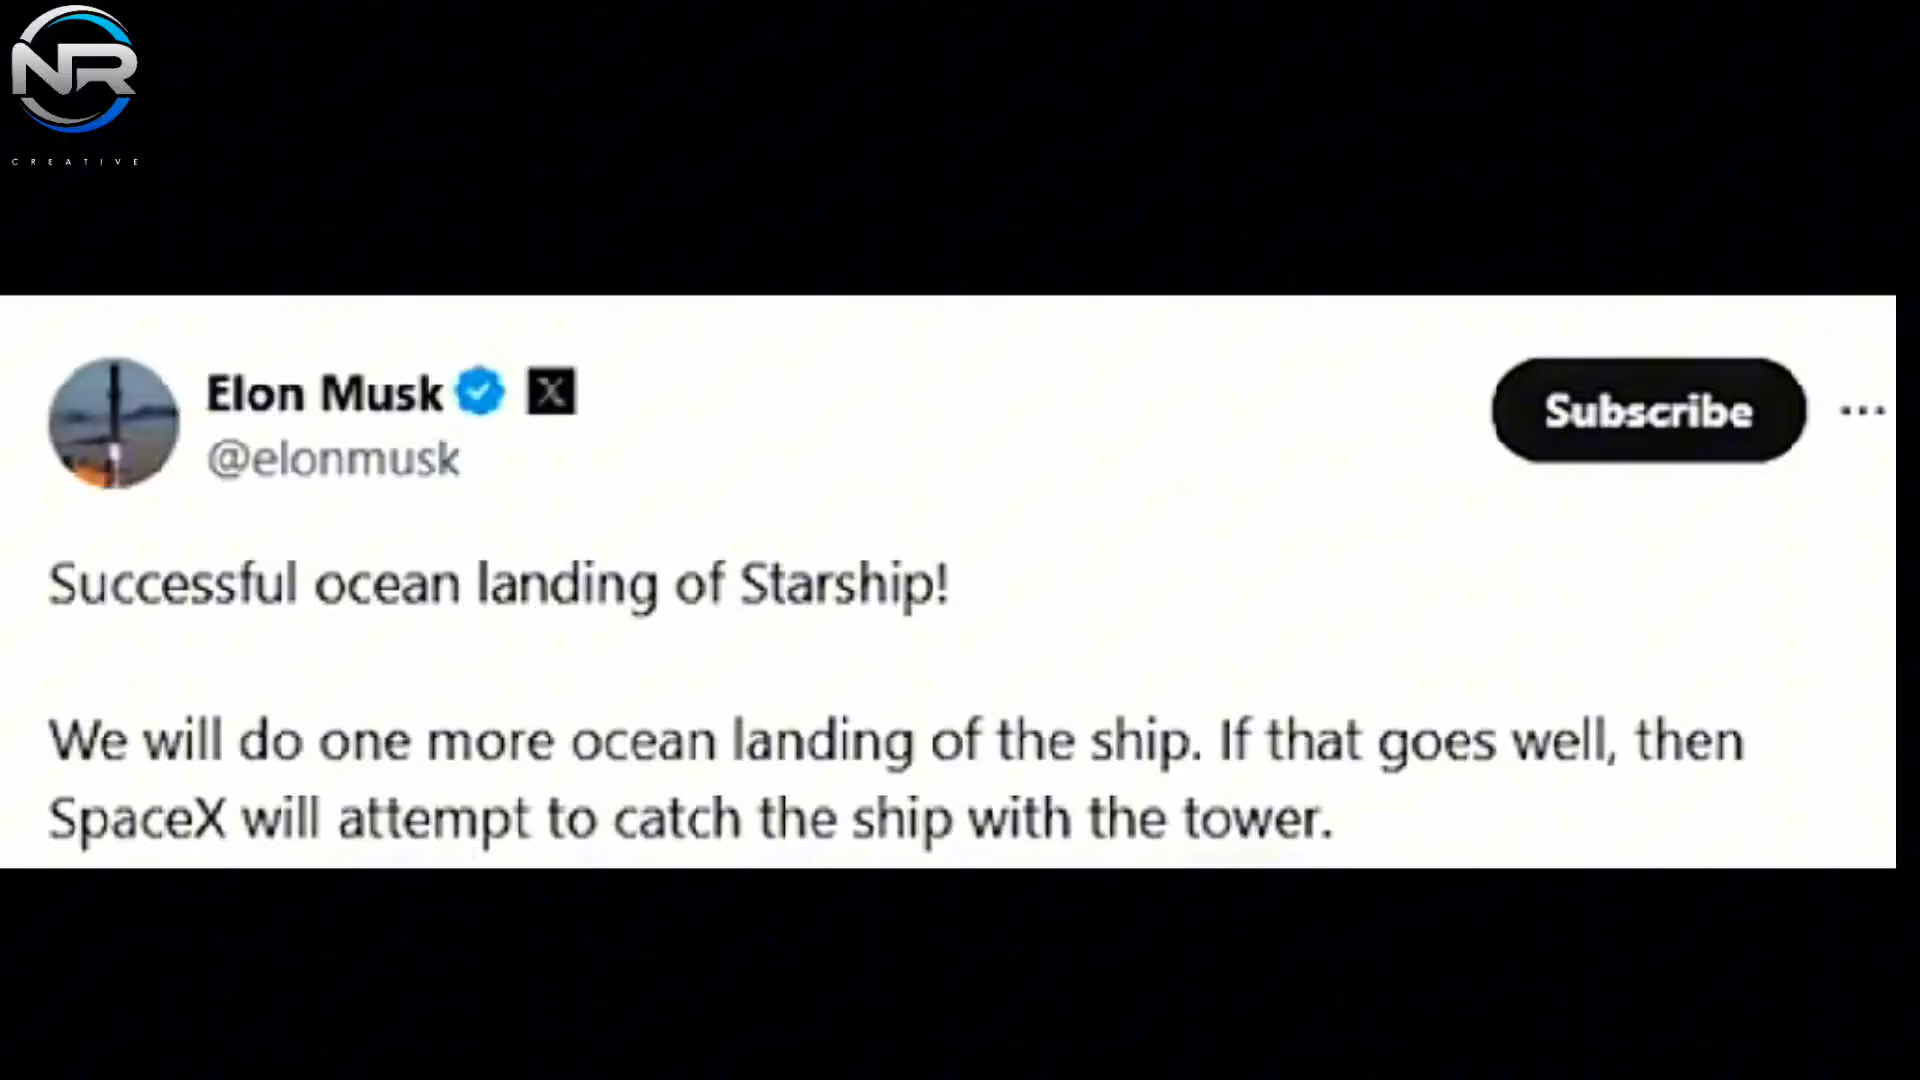 NR
CREATIVE
Elon Musk X
@elonmusk
Subscribe ...
Successful ocean landing of Starship!
We will do one more ocean landing of the ship. If that goes well, then
SpaceX will attempt to catch the ship with the tower.